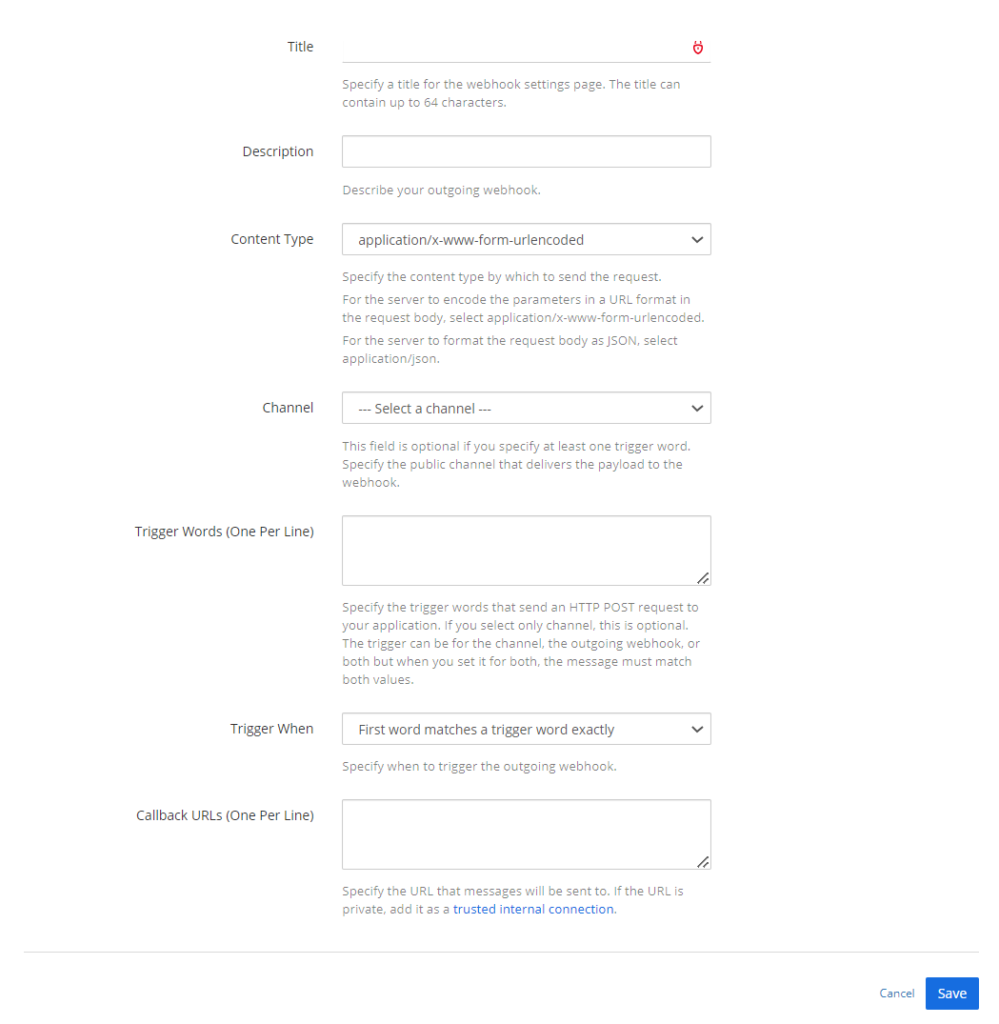 Title
Specify a title for the webhook settings page. The title can
contain up to 64 characters.
Description
Describe your outgoing webhook.
Content Type
application/x-www-form-urlencoded
Specify the content type by which to send the request.
For the server to encode the parameters in a URL format in
the request body, select application/x-www-form-urlencoded.
For the server to format the request body as JSON, select
application/json.
Channel
--- Select a channel ---
This field is optional if you specify at least one trigger word.
Specify the public channel that delivers the payload to the
webhook.
Trigger Words (One Per Line)
Specify the trigger words that send an HTTP POST request to
your application. If you select only channel, this is optional.
The trigger can be for the channel, the outgoing webhook, or
both but when you set it for both, the message must match
both values.
Trigger When
First word matches a trigger word exactly
Specify when to trigger the outgoing webhook.
Callback URLs (One Per Line)
Specify the URL that messages will be sent to. If the URL is
private, add it as a trusted internal connection.
Cancel
Save